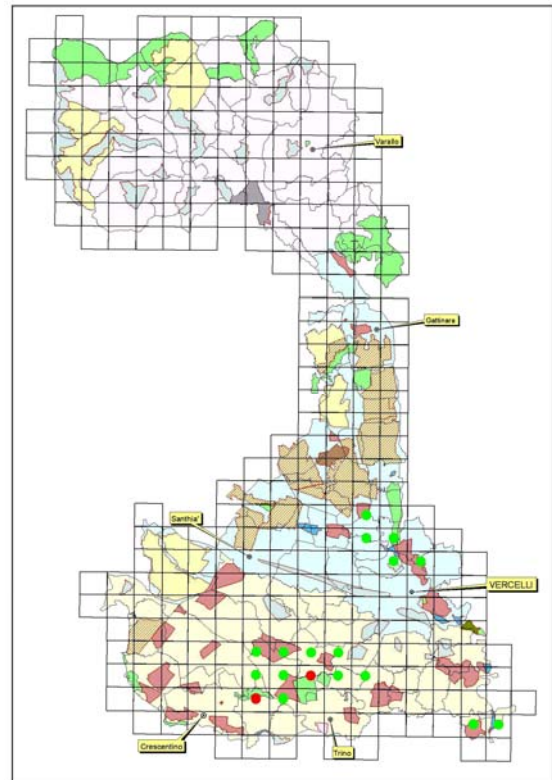 Varallo
Gattinara
Santhia'
VERCELLI
Crescentino
Trino